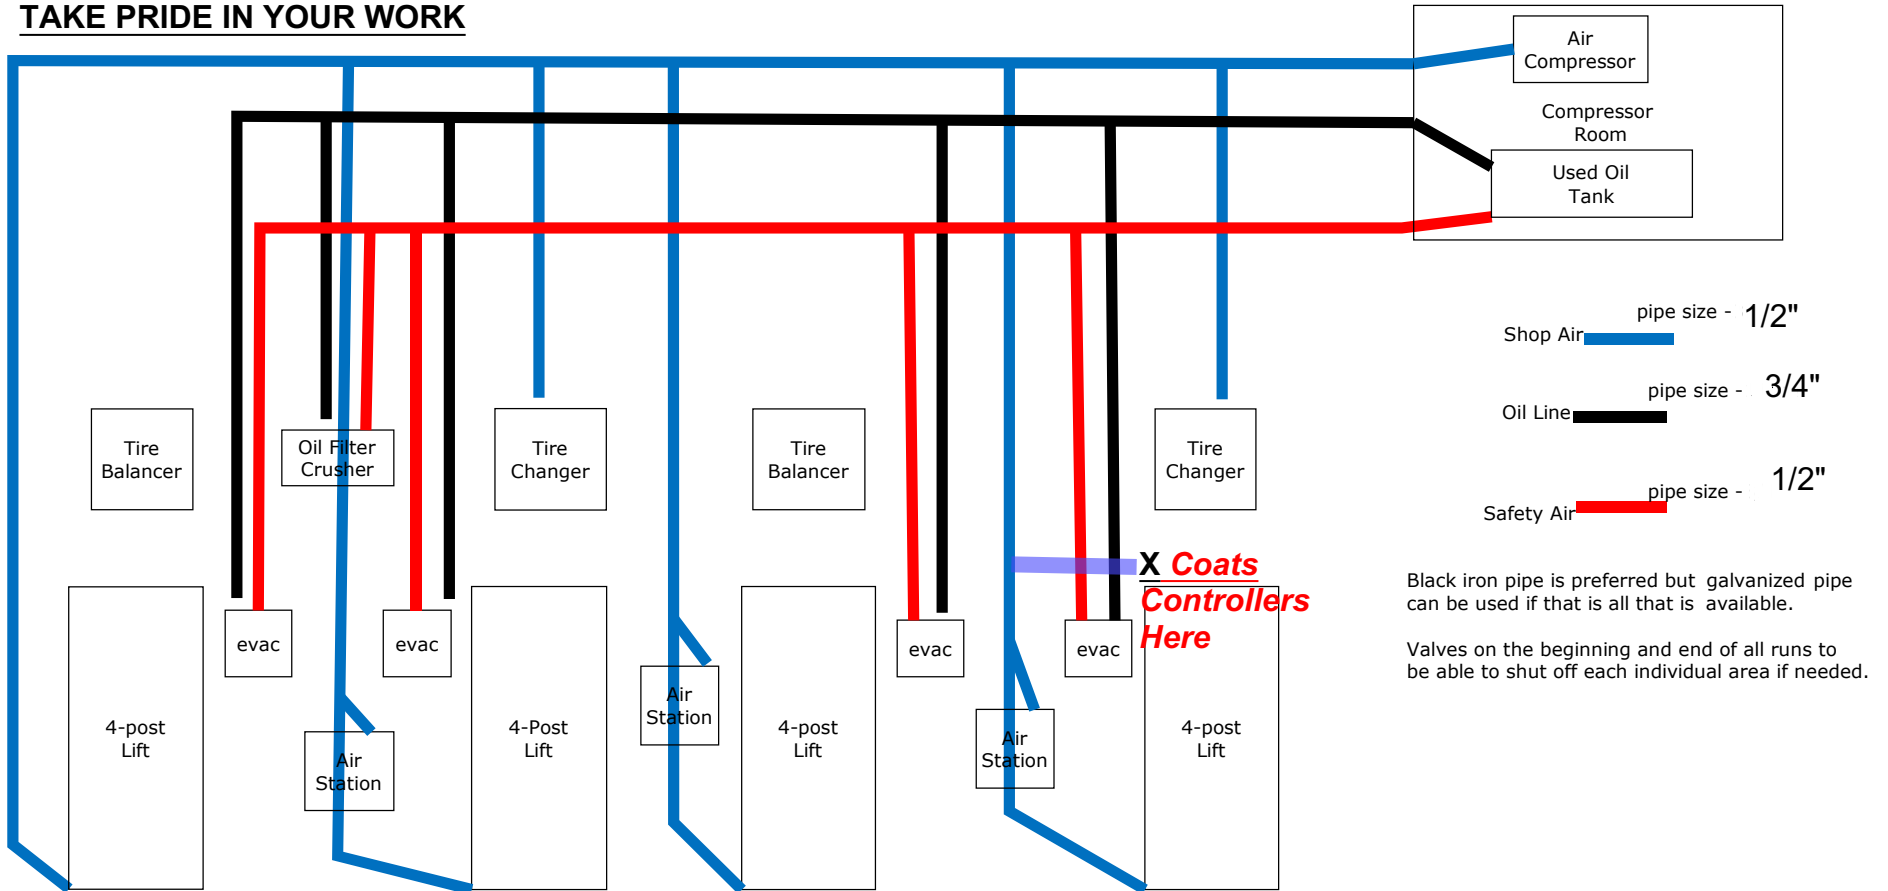 TAKE PRIDE IN YOUR WORK
Air
Compressor
Compressor
Room
Used Oil
Tank
pipe size - 1/2"
Shop Air
pipe size - 3/4"
Oil Line
pipe size - 1/2"
Safety Air
Black iron pipe is preferred but galvanized pipe
can be used if that is all that is available.
Valves on the beginning and end of all runs to
be able to shut off each individual area if needed.
Tire
Balancer
Oil Filter
Crusher
Tire
Changer
Tire
Balancer
Tire
Changer
X Coats
Controllers
Here
evac
evac
evac
evac
4-post
Lift
Air
Station
4-Post
Lift
Air
Station
4-post
Lift
Air
Station
4-post
Lift